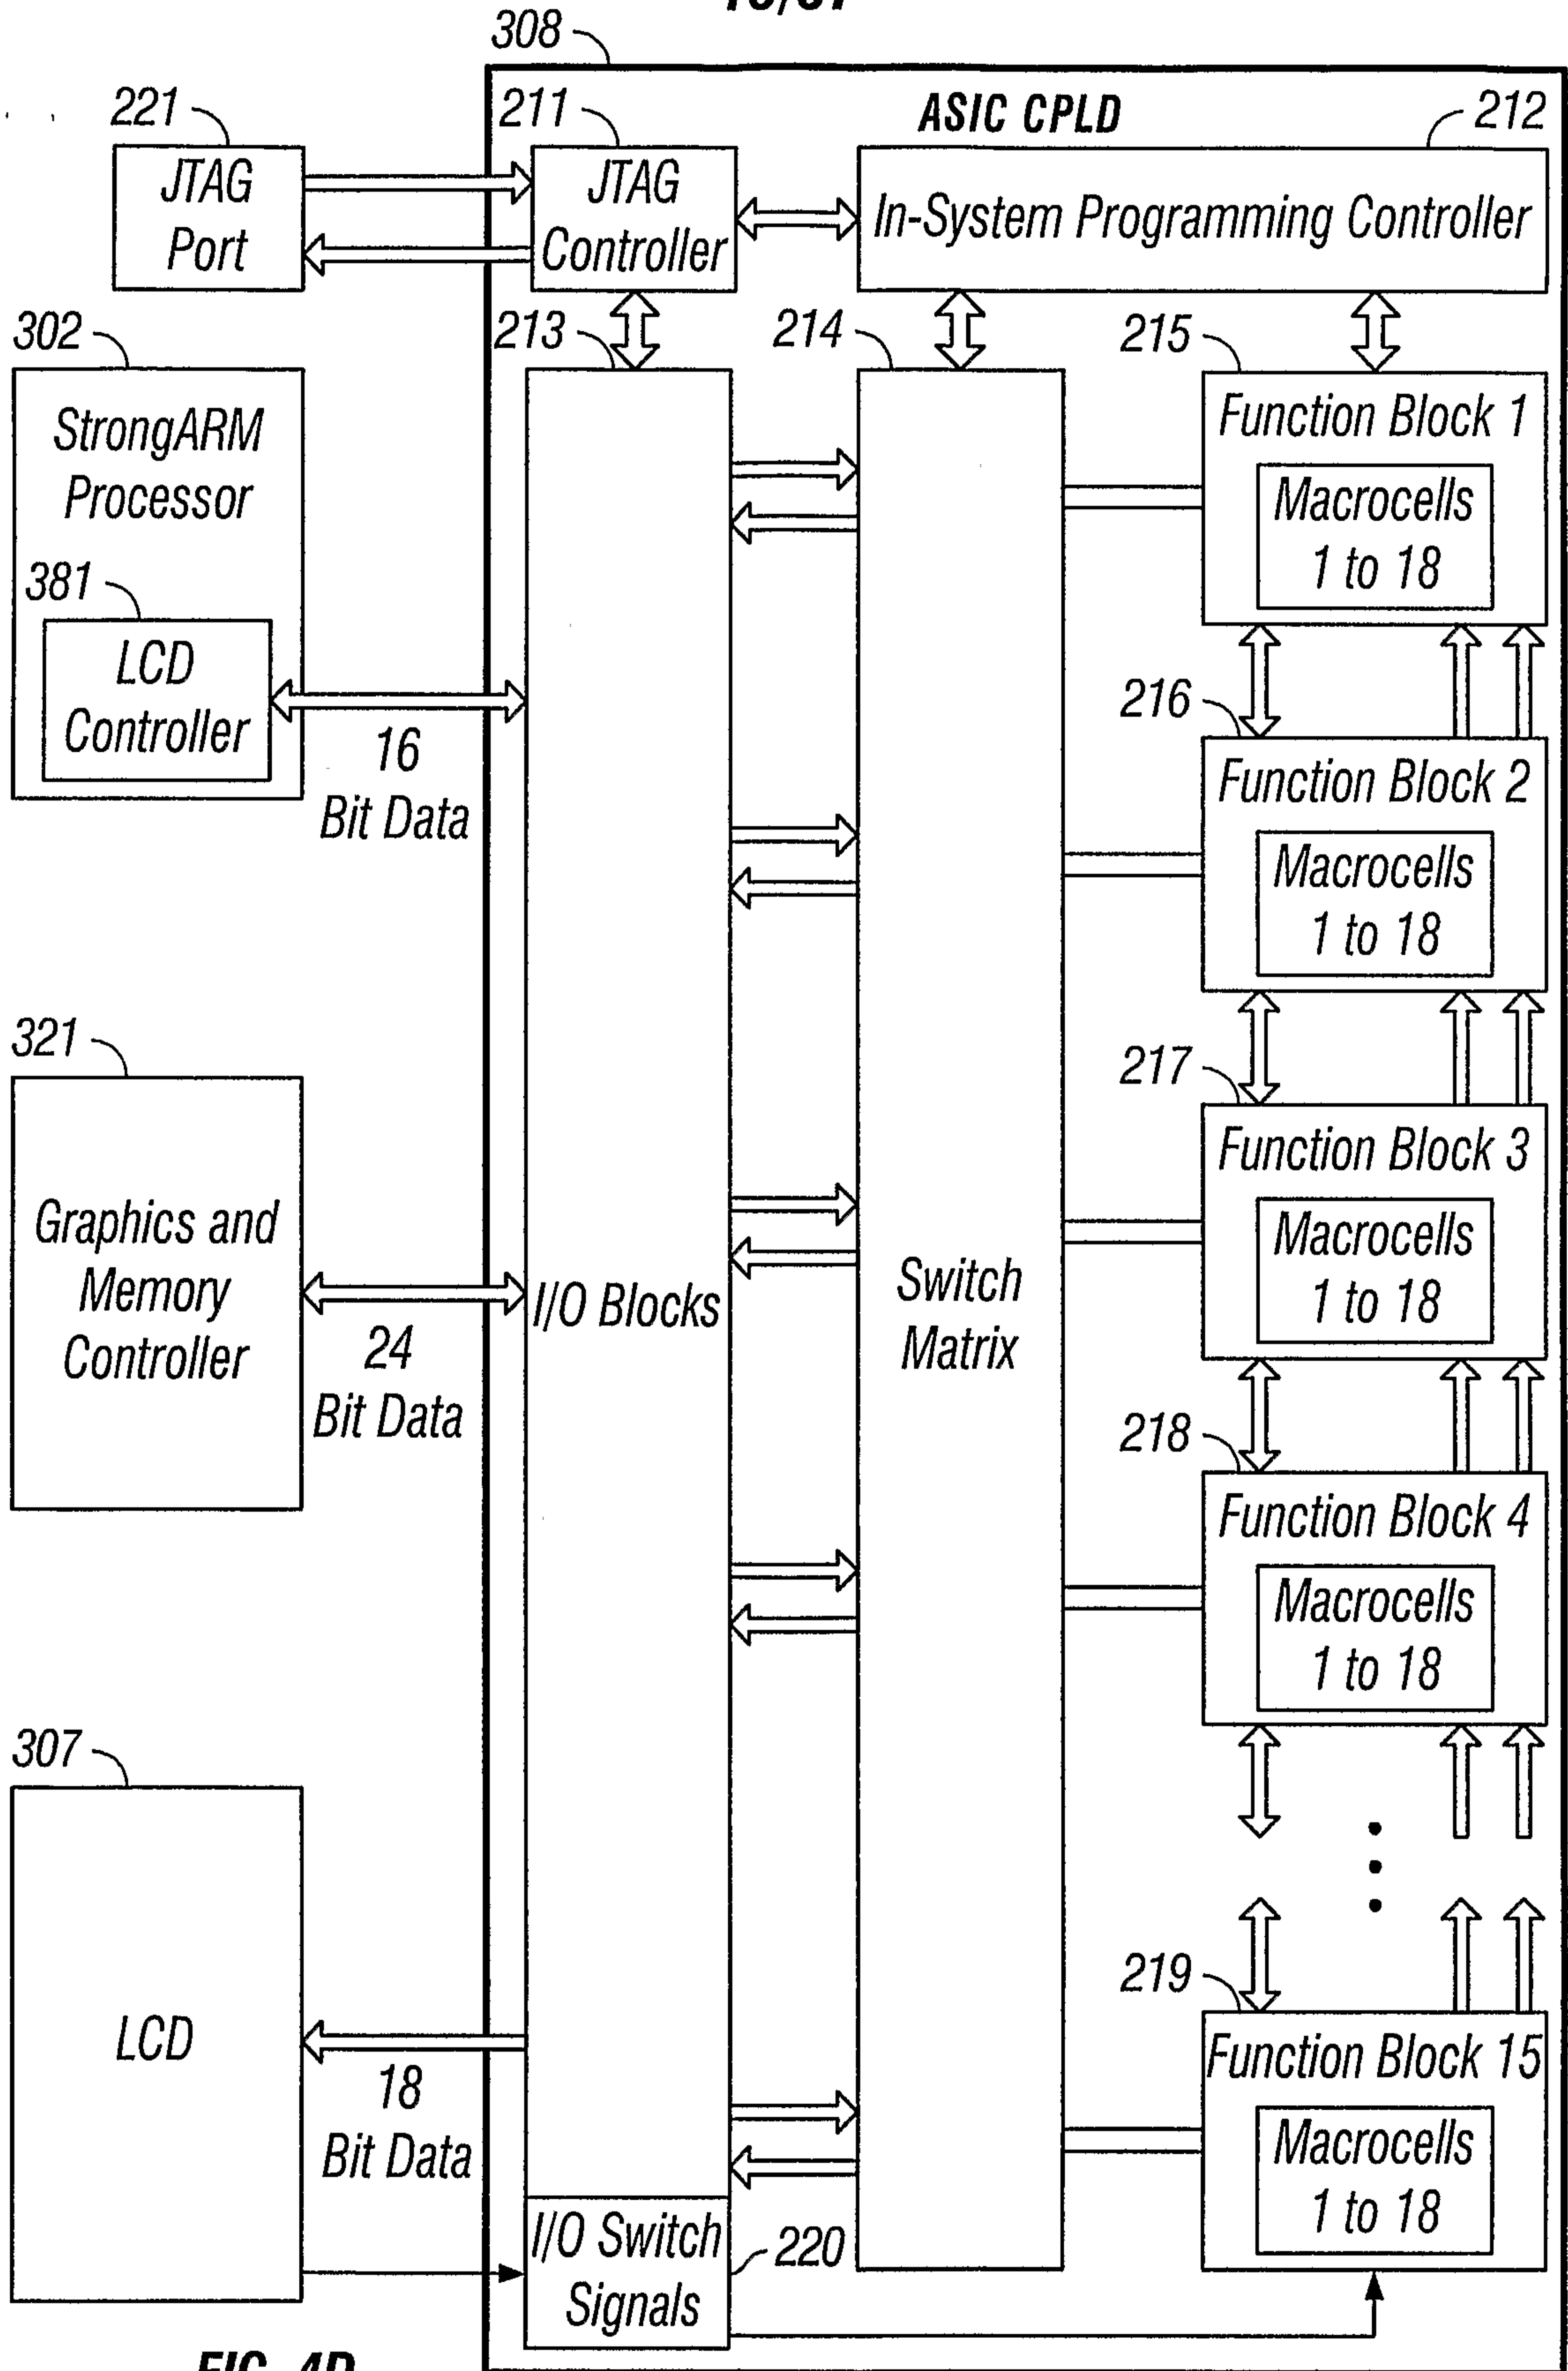 308
ASIC CPLD
221
211
212
JTAG
Port
JTAG
Controller
In-System Programming Controller
302
213
214
215
StrongARM
Processor
381
LCD
Controller
16
Bit Data
Function Block 1
Macrocells
1 to 18
216
Function Block 2
Macrocells
1 to 18
321
Graphics and
Memory
Controller
24
Bit Data
I/O Blocks
Switch
Matrix
217
Function Block 3
Macrocells
1 to 18
218
Function Block 4
Macrocells
1 to 18
307
LCD
18
Bit Data
219
Function Block 15
Macrocells
1 to 18
I/O Switch
Signals
220